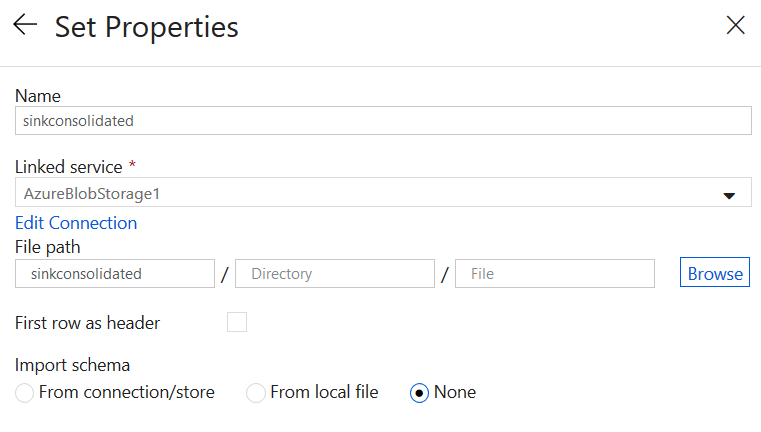 Set Properties
Name
sinkconsolidated
Linked service *
AzureBlobStorage1
Edit Connection
File path
sinkconsolidated / Directory / File Browse
First row as header
Import schema
From connection/store From local file None